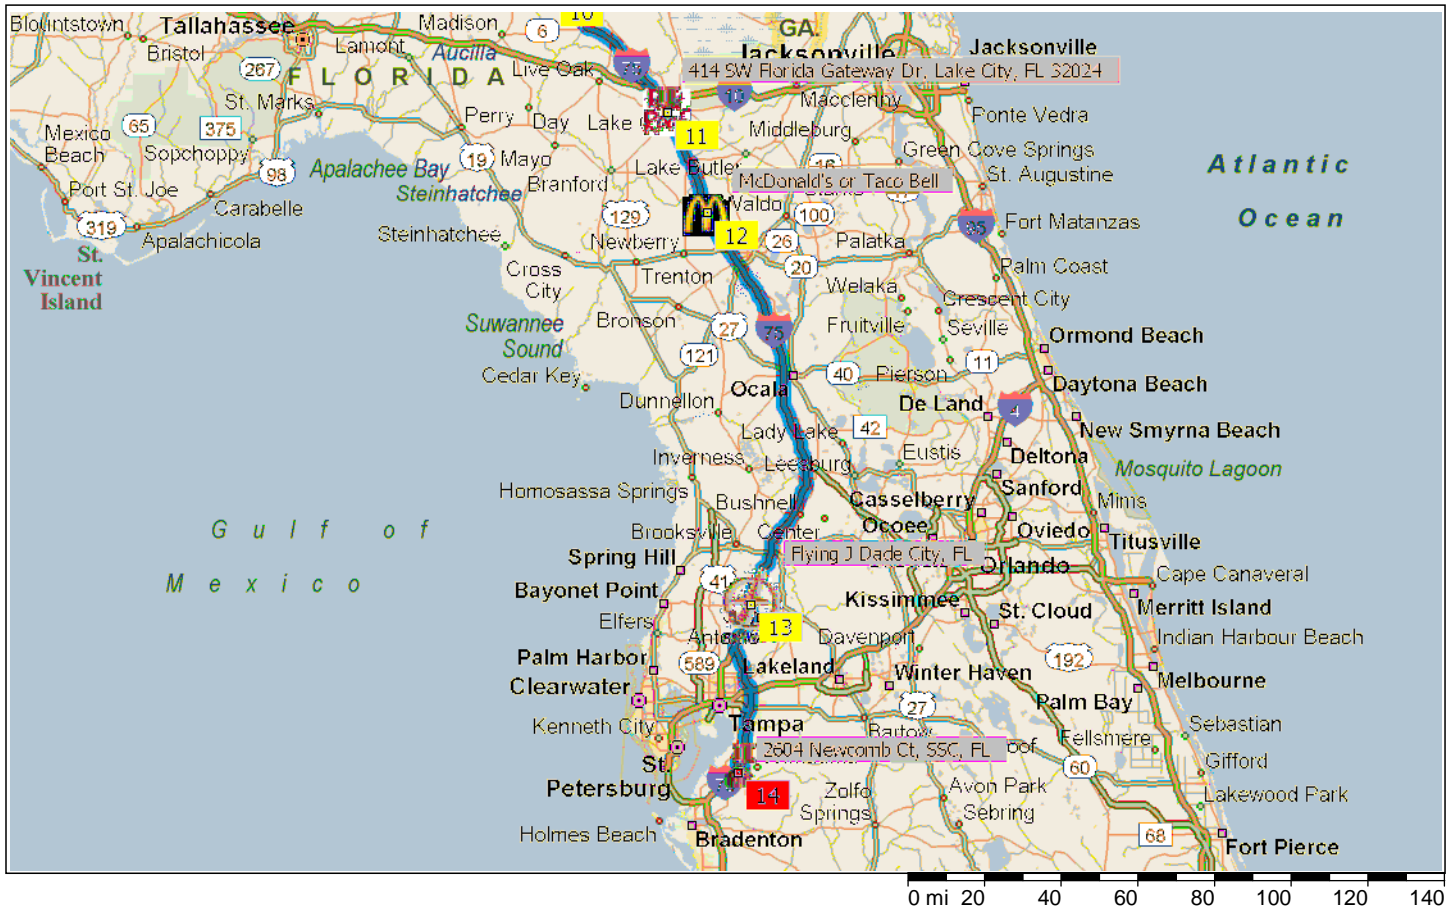 10
GA.
Blountstown
Tallahassee
Madison
6
Jacksonville
Jacksonville
Bristol
Lamont
Aucilla
75
267
FLORIDA
Live Oak
414 SW Florida Gateway Dr, Lake City, FL 32024
10
Macclenny
St. Marks
Ponte Vedra
65
375
Perry
Day
Lake
11
Middleburg
Mexico
Beach
Sopchoppy
19
Mayo
Green Cove Springs
Atlantic
Ocean
98
Apalachee Bay
Lake Butler
16
St. Augustine
Port St. Joe
Steinhatchee
Branford
McDonald's or Taco Bell
Carabelle
Waldo
100
319
129
Fort Matanzas
95
Apalachicola
Steinhatchee
Newberry
12
26
Palatka
St.
Vincent
Island
Cross
City
Trenton
20
Palm Coast
Welaka
Crescent City
Suwannee
Sound
Bronson
27
75
Fruitville
Seville
Ormond Beach
121
11
Cedar Key
40
Pierson
Ocala
Daytona Beach
Dunnellon
De Land
4
42
New Smyrna Beach
Lady Lake
Inverness
Leesburg
Eustis
Deltona
Mosquito Lagoon
Homosassa Springs
Sanford
Bushnell
Casselberry
Mims
Gulf of
Mexico
Brooksville
Center
Ocoee
Oviedo
Titusville
Spring Hill
Flying J Dade City, FL
Orlando
41
Cape Canaveral
Bayonet Point
Kissimmee
St. Cloud
Merritt Island
Elfers
13
Davenport
Indian Harbour Beach
Palm Harbor
589
Lakeland
192
Clearwater
Winter Haven
Melbourne
27
Palm Bay
Kenneth City
Tampa
Bartow
Sebastian
Fellsmere
2604 Newcomb Ct, SSC, FL
St.
Petersburg
60
Gifford
14
Zolfo
Springs
Avon Park
Lakewood Park
Sebring
Holmes Beach
Bradenton
68
Fort Pierce
0 mi 20 40 60 80 100 120 140